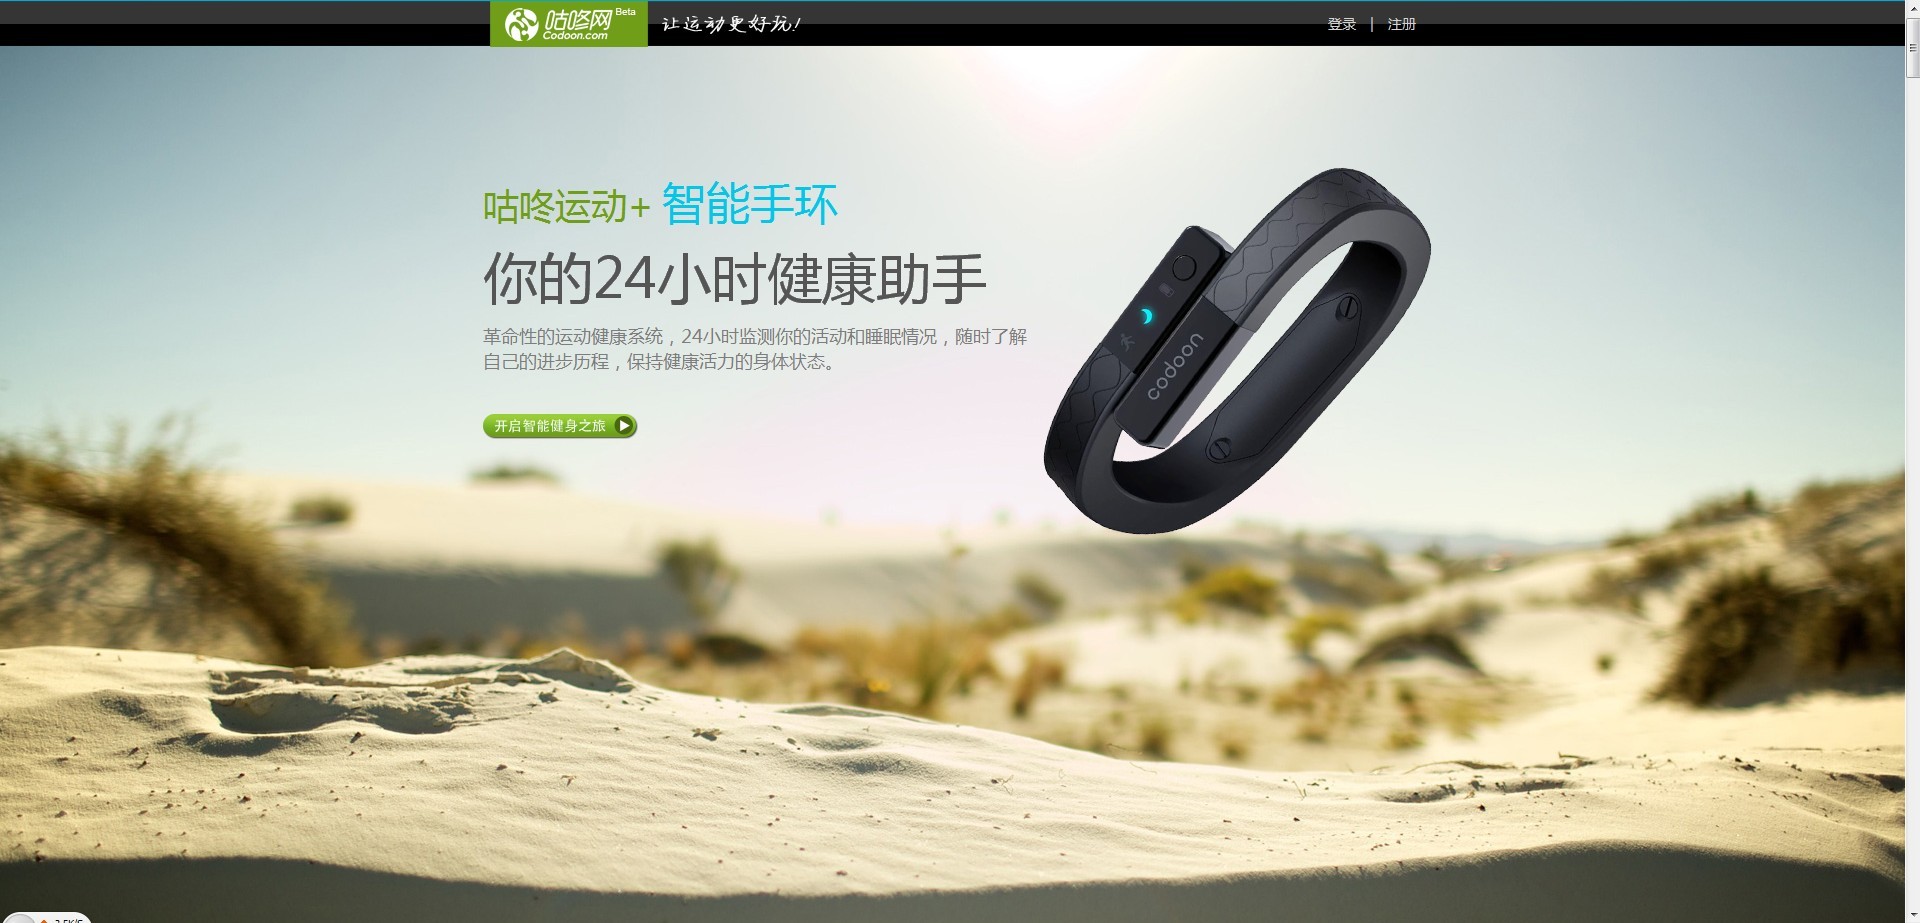 咕咚网 Beta
Codoon.com
让运动更好玩!
登录 | 注册
咕咚运动+ 智能手环
你的24小时健康助手
革命性的运动健康系统，24小时监测你的活动和睡眠情况，随时了解
自己的进步历程，保持健康活力的身体状态。
开启智能健身之旅
codoon